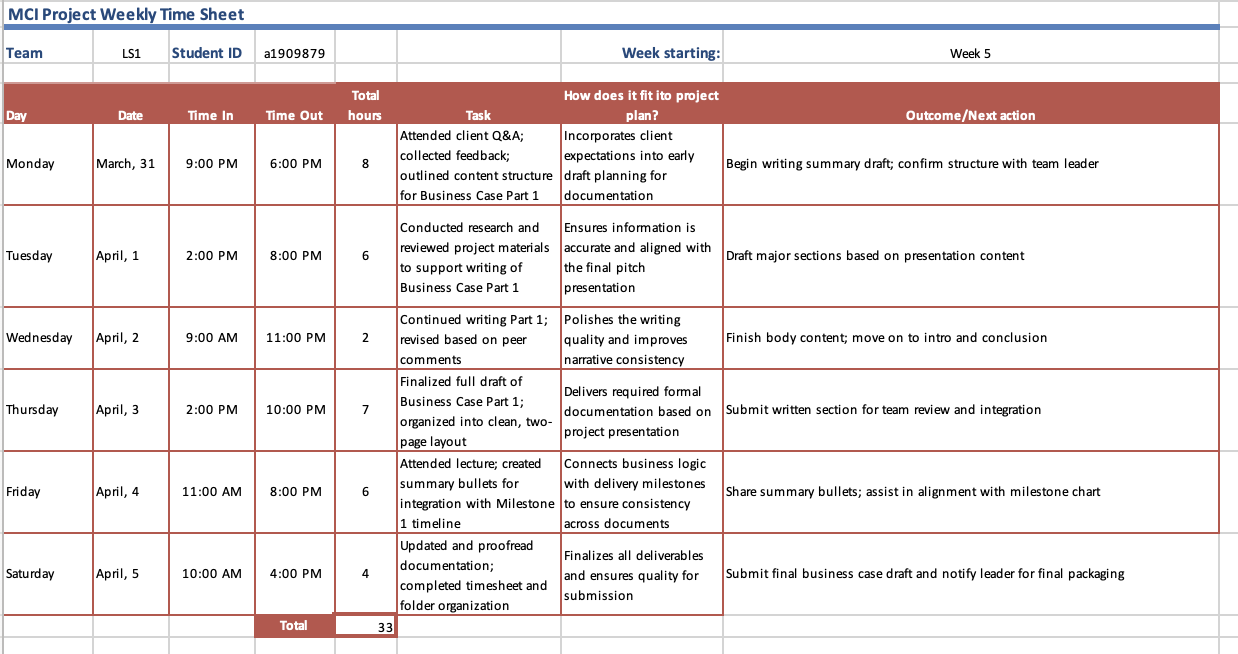 MCI Project Weekly Time Sheet
Team LS1 Student ID a1909879 Week starting: Week 5
Total How does it fit ito project
Day Date Time In Time Out hours Task plan? Outcome/Next action
Attended client Q&A; Incorporates client
Monday March, 31 9:00 PM 6:00 PM 8 collected feedback; expectations into early Begin writing summary draft; confirm structure with team leader
outlined content structure draft planning for
for Business Case Part 1 documentation
Conducted research and Ensures information is
Tuesday April, 1 2:00 PM 8:00 PM 6 reviewed project materials accurate and aligned with Draft major sections based on presentation content
to support writing of the final pitch
Business Case Part 1 presentation
Continued writing Part 1; Polishes the writing
Wednesday April, 2 9:00 AM 11:00 PM 2 revised based on peer quality and improves Finish body content; move on to intro and conclusion
comments narrative consistency
Finalized full draft of
Thursday April, 3 2:00 PM 10:00 PM 7 Business Case Part 1; Delivers required formal Submit written section for team review and integration
organized into clean, two- documentation based on
page layout project presentation
Attended lecture; created Connects business logic
Friday April, 4 11:00 AM 8:00 PM 6 summary bullets for with delivery milestones Share summary bullets; assist in alignment with milestone chart
integration with Milestone to ensure consistency
1 timeline across documents
Updated and proofread
Saturday April, 5 10:00 AM 4:00 PM 4 documentation; Finalizes all deliverables Submit final business case draft and notify leader for final packaging
completed timesheet and and ensures quality for
folder organization submission
Total 33